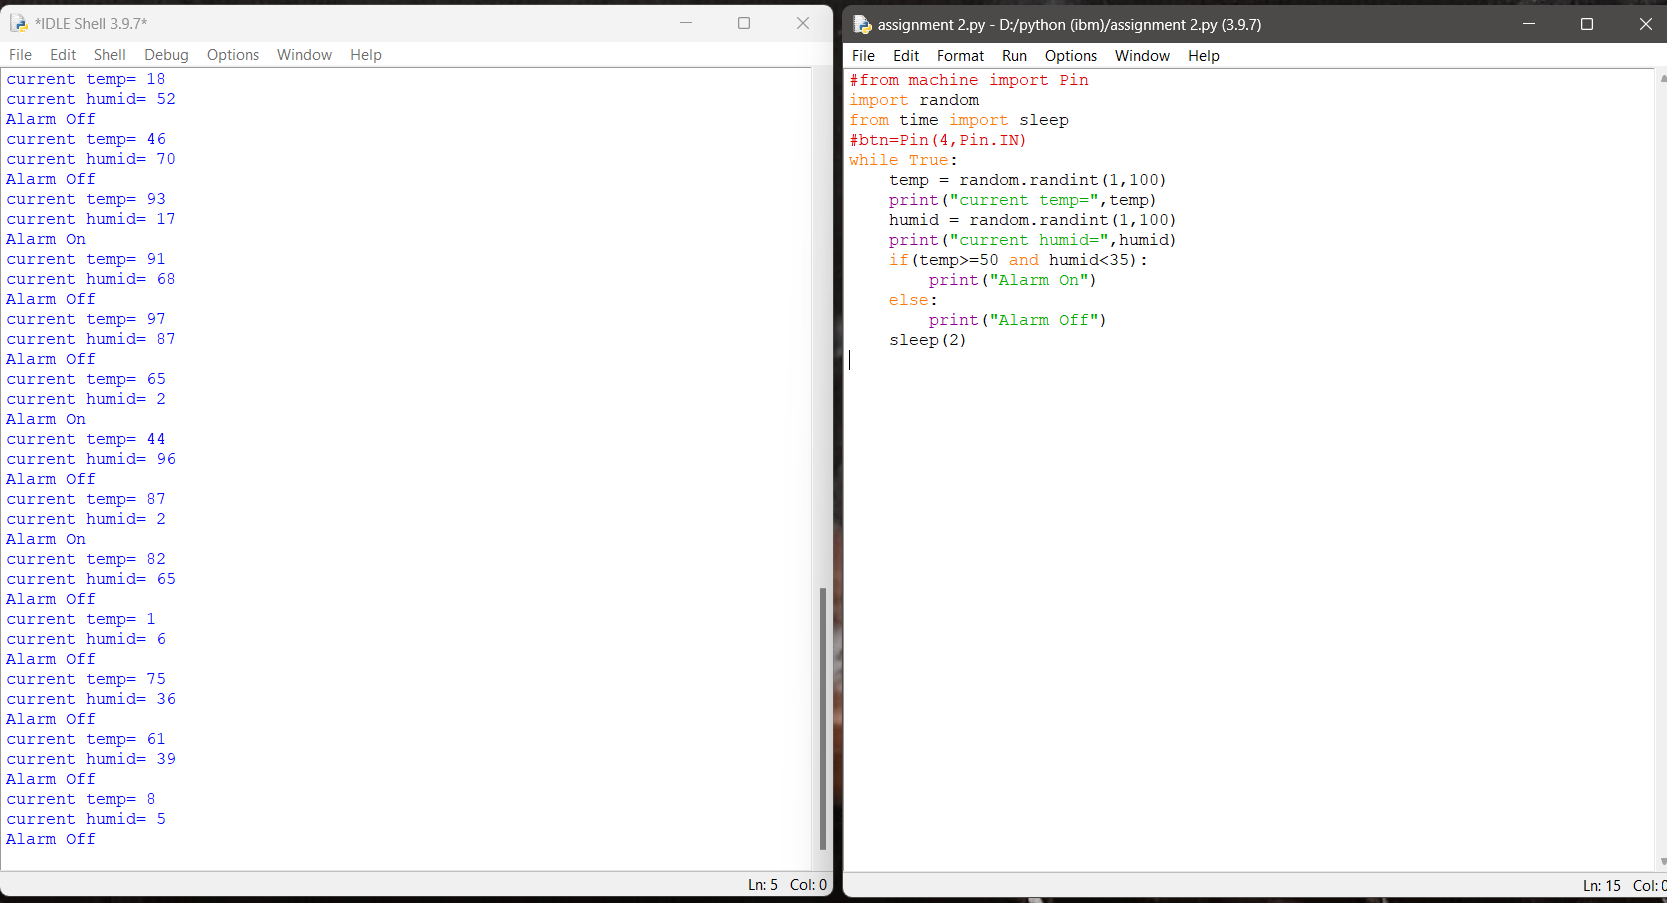 *IDLE Shell 3.9.7*
File Edit Shell Debug Options Window Help
current temp= 18
current humid= 52
Alarm Off
current temp= 46
current humid= 70
Alarm Off
current temp= 93
current humid= 17
Alarm On
current temp= 91
current humid= 68
Alarm Off
current temp= 97
current humid= 87
Alarm Off
current temp= 65
current humid= 2
Alarm On
current temp= 44
current humid= 96
Alarm Off
current temp= 87
current humid= 2
Alarm On
current temp= 82
current humid= 65
Alarm Off
current temp= 1
current humid= 6
Alarm Off
current temp= 75
current humid= 36
Alarm Off
current temp= 61
current humid= 39
Alarm Off
current temp= 8
current humid= 5
Alarm Off
Ln: 5 Col: 0
assignment 2.py - D:/python (ibm)/assignment 2.py (3.9.7)
File Edit Format Run Options Window Help
#from machine import Pin
import random
from time import sleep
#btn=Pin(4,Pin.IN)
while True:
    temp = random.randint(1,100)
    print("current temp=",temp)
    humid = random.randint(1,100)
    print("current humid=",humid)
    if(temp>=50 and humid<35):
        print("Alarm On")
    else:
        print("Alarm Off")
    sleep(2)
Ln: 15 Col: 0